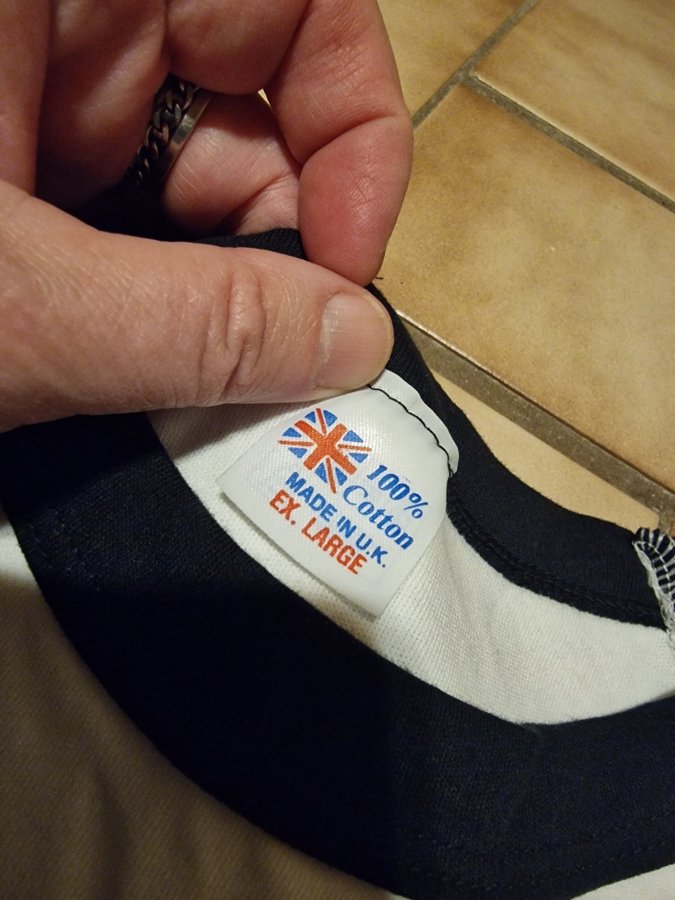 100%
Cotton
MADE IN U.K.
EX. LARGE